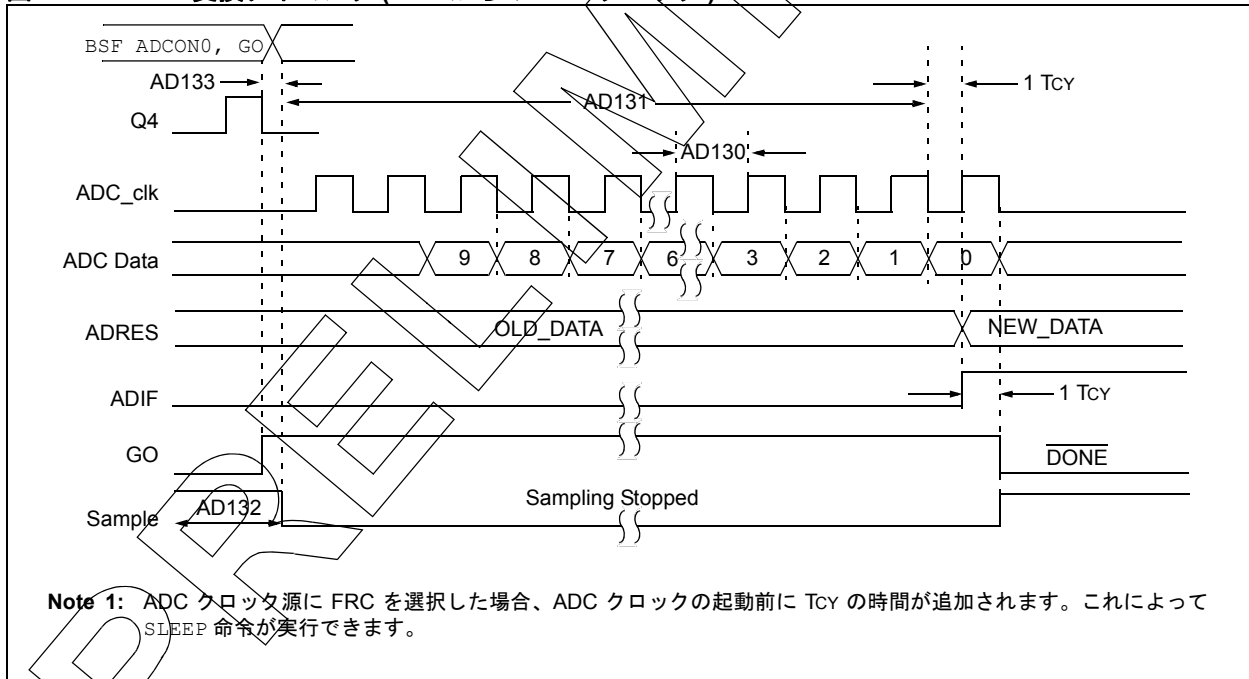 BSF ADCON0, GO
AD133
AD131
1 TCY
Q4
AD130
ADC_clk
ADC Data
9 8 7 6 3 2 1 0
ADRES
OLD_DATA
NEW_DATA
ADIF
1 TCY
GO
DONE
Sample
AD132
Sampling Stopped
Note 1: ADC クロック源に FRC を選択した場合、ADC クロックの起動前に TCY の時間が追加されます。これによって
SLEEP 命令が実行できます。